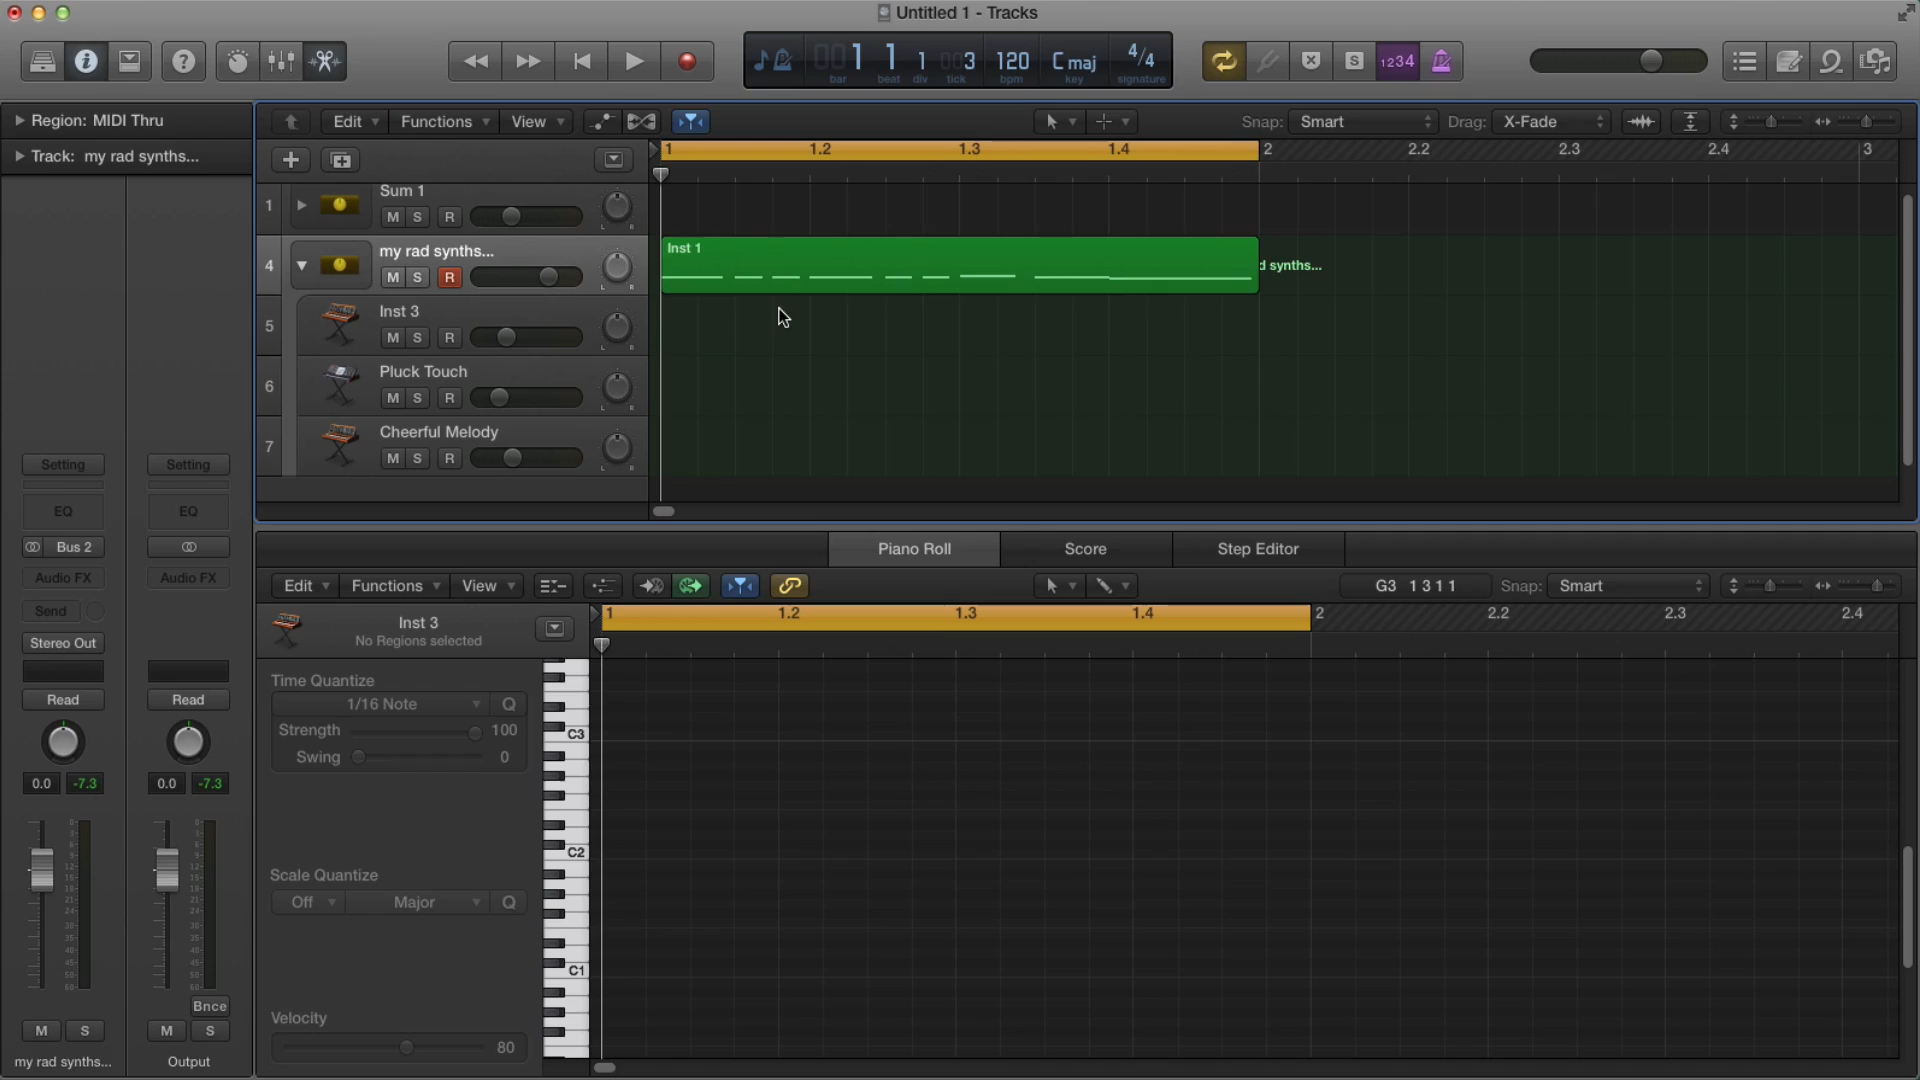 Untitled 1 - Tracks
1 1 1 3 120 C maj 4/4
bar beat div tick bpm key signature
S 1234
Region: MIDI Thru
Edit Functions View Snap: Smart Drag: X-Fade
Track: my rad synths...
1 1.2 1.3 1.4 2 2.2 2.3 2.4 3
1 Sum 1
M S R
4 my rad synths...
M S R
Inst 1
d synths...
5 Inst 3
M S R
6 Pluck Touch
M S R
7 Cheerful Melody
M S R
Setting Setting
EQ EQ
Bus 2
Audio FX Audio FX
Send
Stereo Out
Read Read
0.0 -7.3 0.0 -7.3
Bnce
M S M S
my rad synths... Output
Piano Roll Score Step Editor
Edit Functions View G3 1 3 1 1 Snap: Smart
Inst 3
No Regions selected
1 1.2 1.3 1.4 2 2.2 2.3 2.4
Time Quantize
1/16 Note Q
Strength 100
Swing 0
Scale Quantize
Off Major Q
Velocity
80
C3
C2
C1